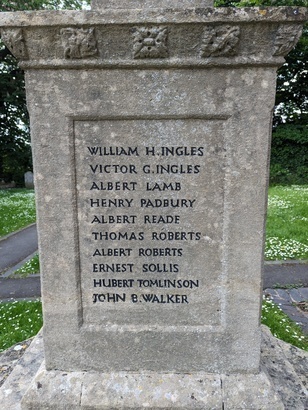 WILLIAM H. INGLES
VICTOR G. INGLES
ALBERT LAMB
HENRY PADBURY
ALBERT READE
THOMAS ROBERTS
ALBERT ROBERTS
ERNEST SOLLIS
HUBERT TOMLINSON
JOHN B. WALKER